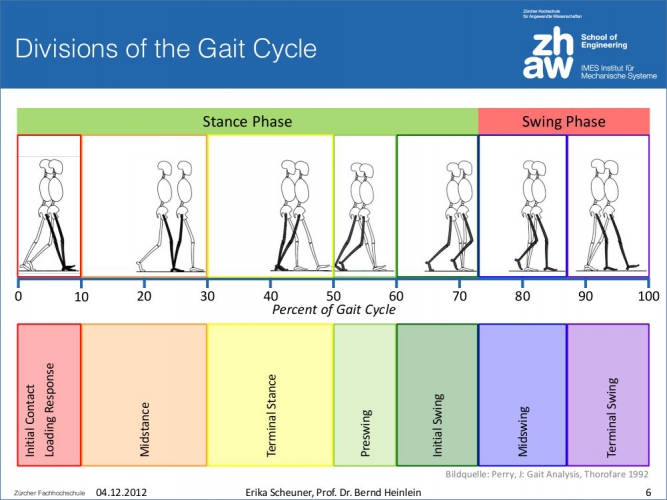 Zürcher Hochschule
für Angewandte Wissenschaften
Divisions of the Gait Cycle
zh
aw
School of
Engineering
IMES Institut für
Mechanische Systeme
Stance Phase
Swing Phase
0 10 20 30 40 50 60 70 80 90 100
Percent of Gait Cycle
Initial Contact
Loading Response
Midstance
Terminal Stance
Preswing
Initial Swing
Midswing
Terminal Swing
Bildquelle: Perry, J: Gait Analysis, Thorofare 1992
Zürcher Fachhochschule 04.12.2012 Erika Scheuner, Prof. Dr. Bernd Heinlein 6